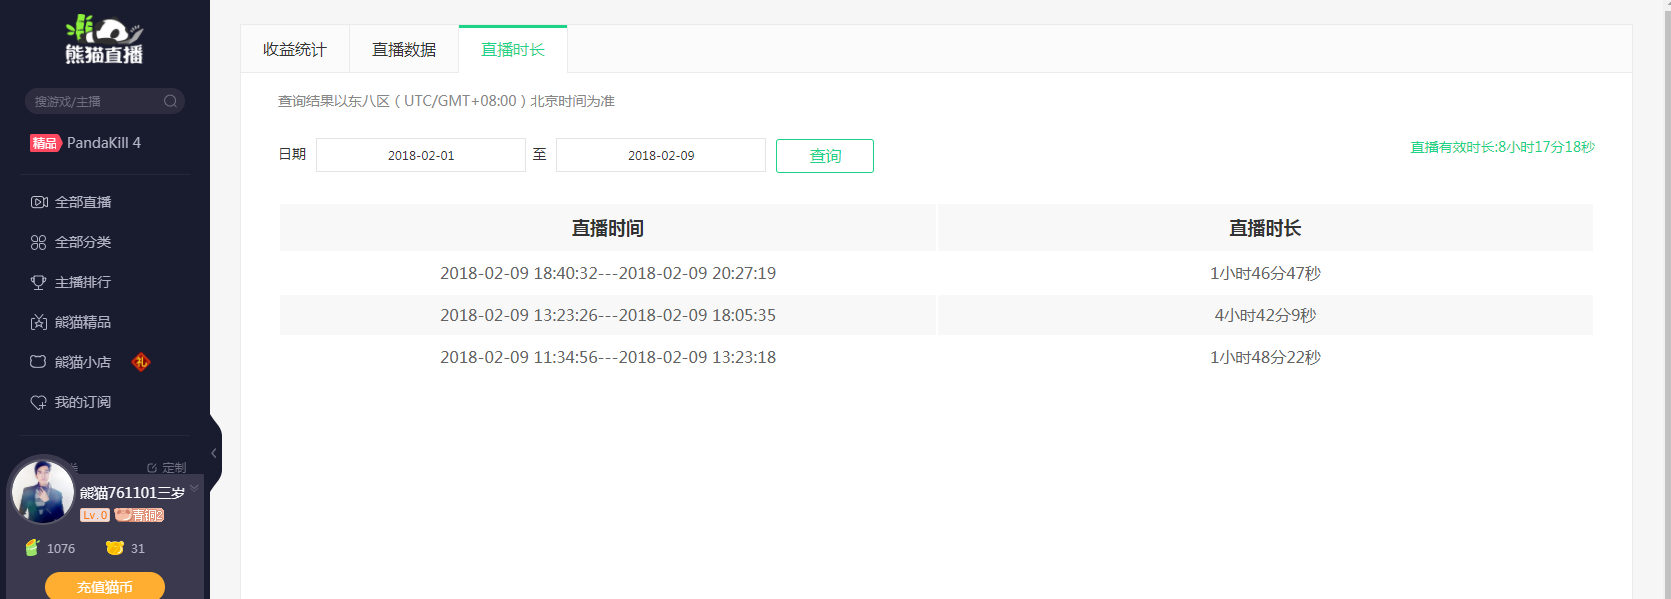 熊猫直播
搜游戏/主播
精品 PandaKill 4
全部直播
全部分类
主播排行
熊猫精品
熊猫小店 礼
我的订阅
定制
熊猫761101三岁
Lv.0 青铜2
1076 31
充值猫币
收益统计 直播数据 直播时长
查询结果以东八区（UTC/GMT+08:00）北京时间为准
日期 2018-02-01 至 2018-02-09 查询
直播有效时长:8小时17分18秒
直播时间 直播时长
2018-02-09 18:40:32---2018-02-09 20:27:19 1小时46分47秒
2018-02-09 13:23:26---2018-02-09 18:05:35 4小时42分9秒
2018-02-09 11:34:56---2018-02-09 13:23:18 1小时48分22秒